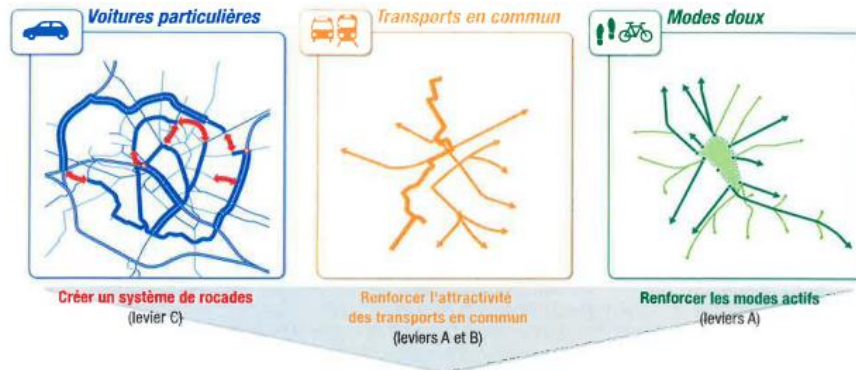 Voitures particulières
Transports en commun
Modes doux
Créer un système de rocades
(levier C)
Renforcer l'attractivité
des transports en commun
(leviers A et B)
Renforcer les modes actifs
(leviers A)